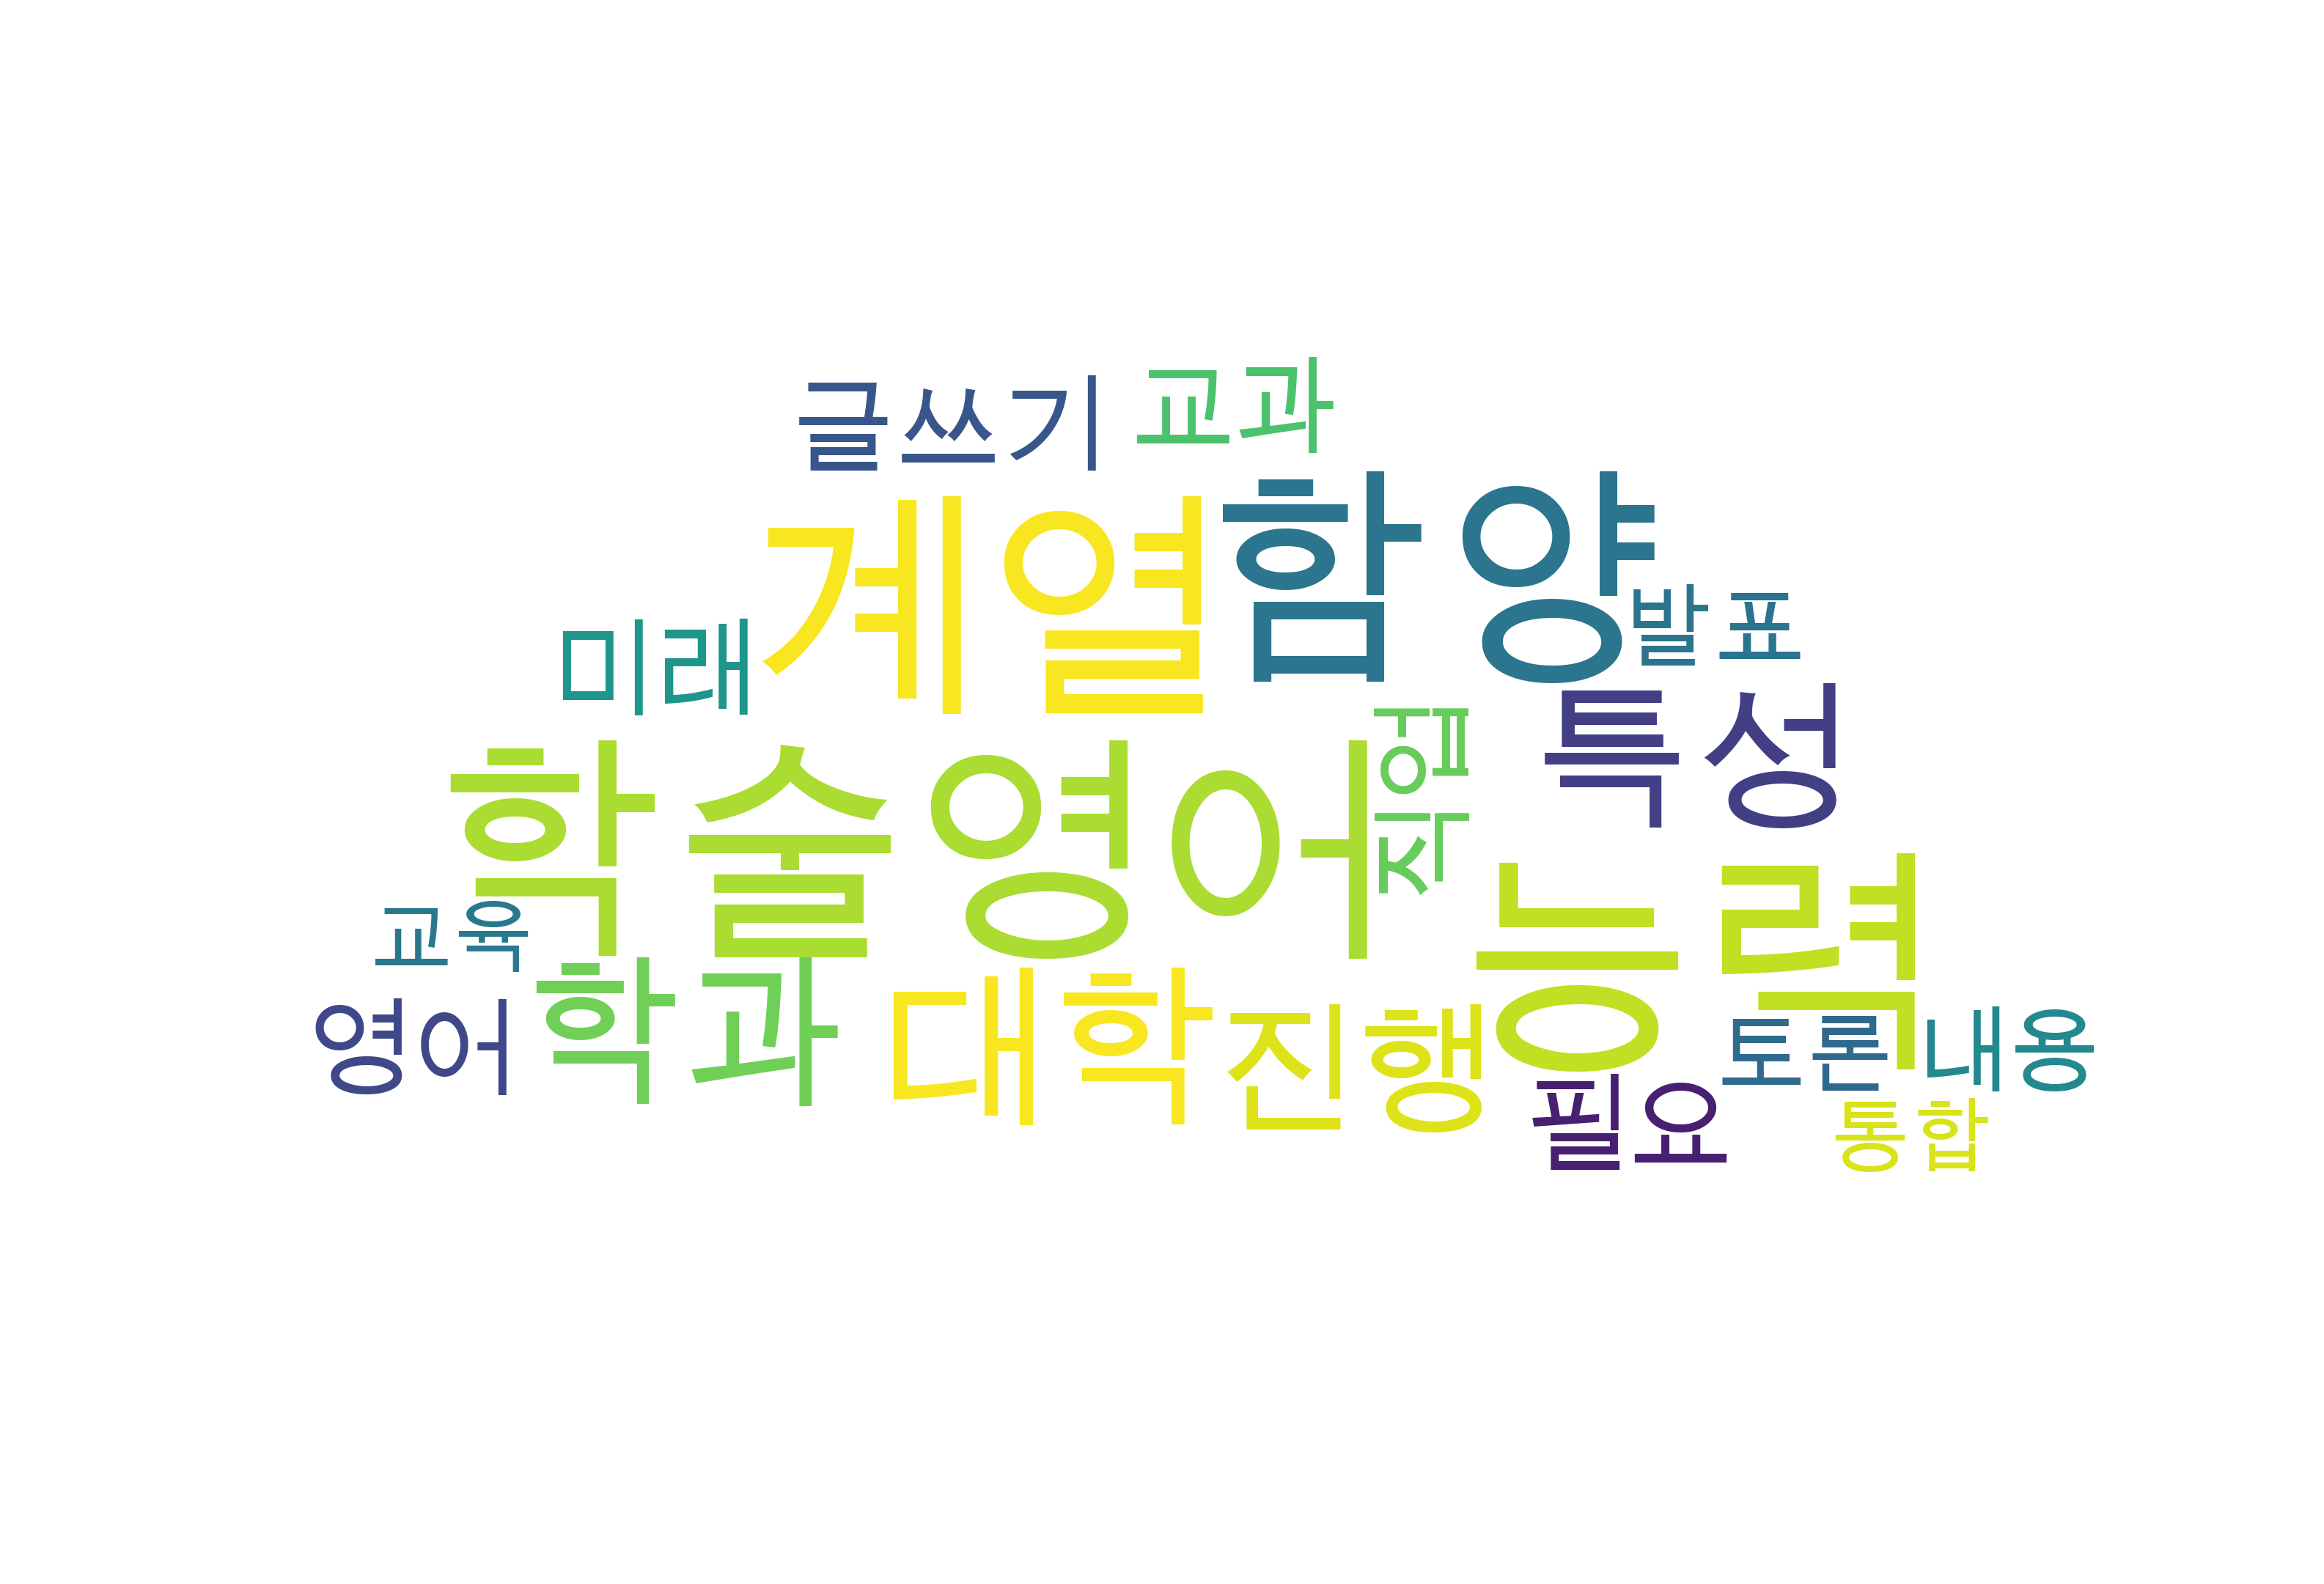 글쓰기 교과
계열 함양
미래
발표
특성
학술영어
직업
능력
교육
학과
대학
진행
영어
토론
내용
필요
통합